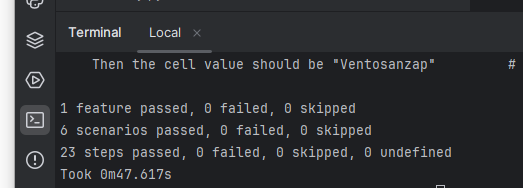 Terminal
Local ×
Then the cell value should be "Ventosanzap" #
1 feature passed, 0 failed, 0 skipped
6 scenarios passed, 0 failed, 0 skipped
23 steps passed, 0 failed, 0 skipped, 0 undefined
Took 0m47.617s